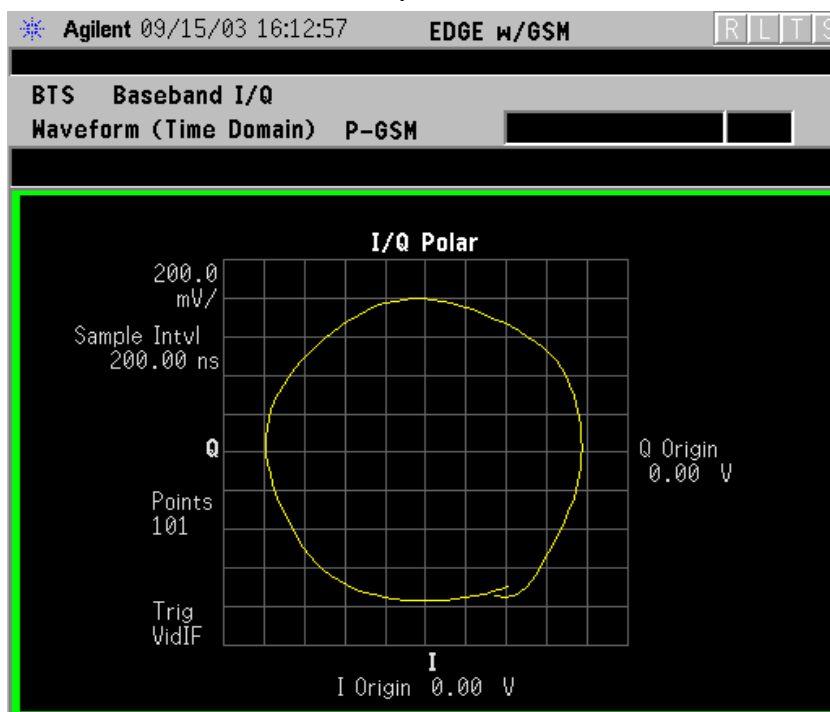 Agilent 09/15/03 16:12:57 EDGE w/GSM R L T S
BTS Baseband I/Q
Waveform (Time Domain) P-GSM
I/Q Polar
200.0
mV/
Sample Intvl
200.00 ns
Q
Q Origin
0.00 V
Points
101
Trig
VidIF
I
I Origin 0.00 V